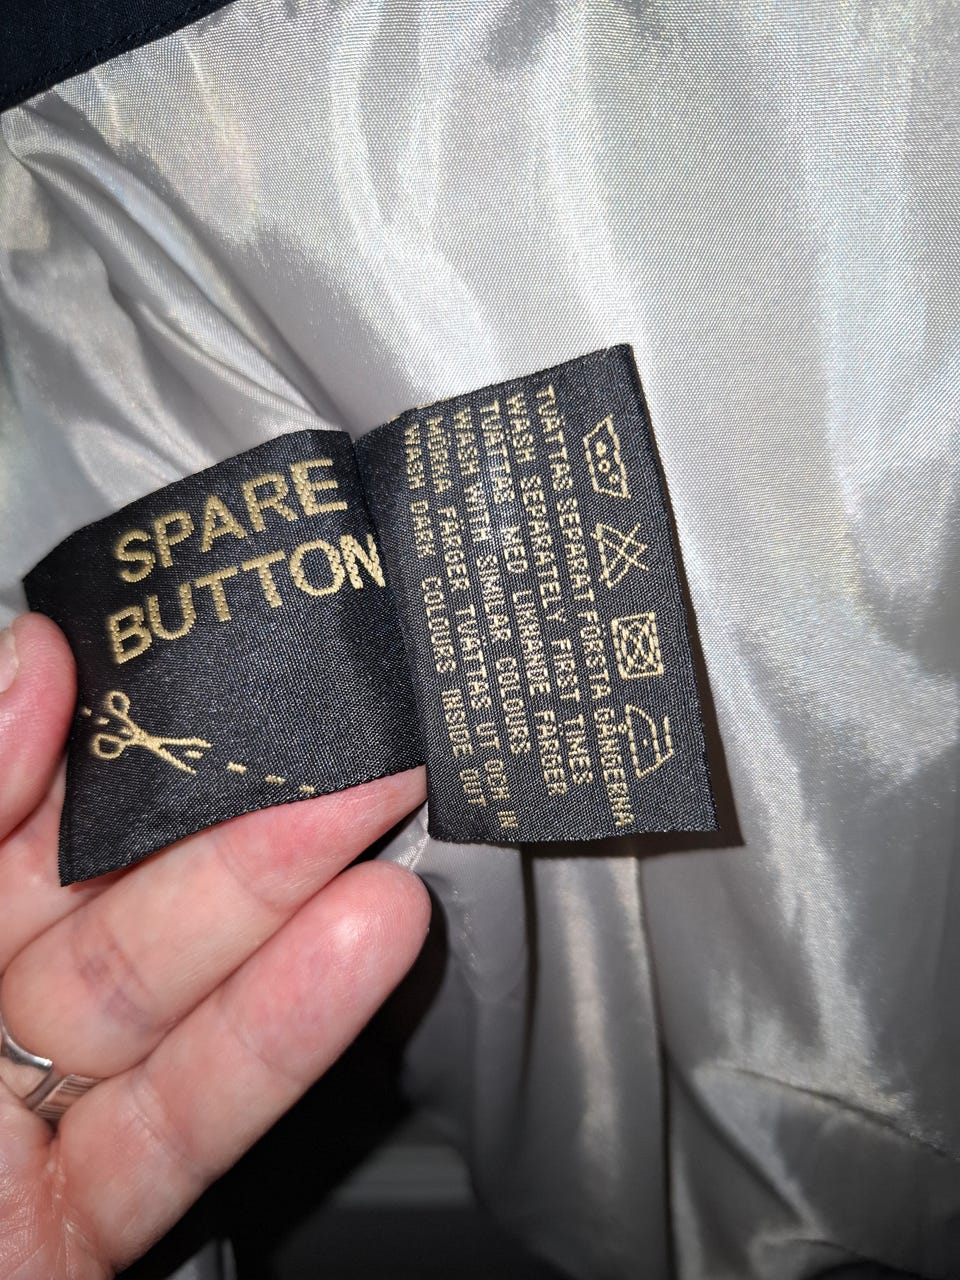 SPARE
BUTTON
TVÄTTAS SEPARAT FÖRSTA GÅNGERNA
WASH SEPARATELY FIRST TIMES
TVÄTTAS MED LIKNANDE FÄRGER
WASH WITH SIMILAR COLOURS
MÖRKA FÄRGER TVÄTTAS UT OCH IN
WASH DARK COLOURS INSIDE OUT